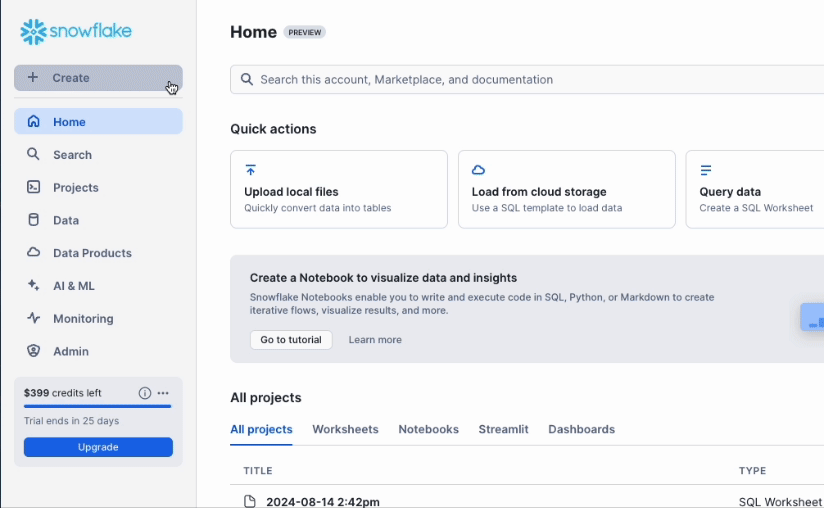 snowflake
Create
Home
Search
Projects
Data
Data Products
AI & ML
Monitoring
Admin
$399 credits left
Trial ends in 25 days
Upgrade
Home PREVIEW
Search this account, Marketplace, and documentation
Quick actions
Upload local files
Quickly convert data into tables
Load from cloud storage
Use a SQL template to load data
Query data
Create a SQL Worksheet
Create a Notebook to visualize data and insights
Snowflake Notebooks enable you to write and execute code in SQL, Python, or Markdown to create
iterative flows, visualize results, and more.
Go to tutorial Learn more
All projects
All projects Worksheets Notebooks Streamlit Dashboards
TITLE TYPE
2024-08-14 2:42pm SQL Worksheet